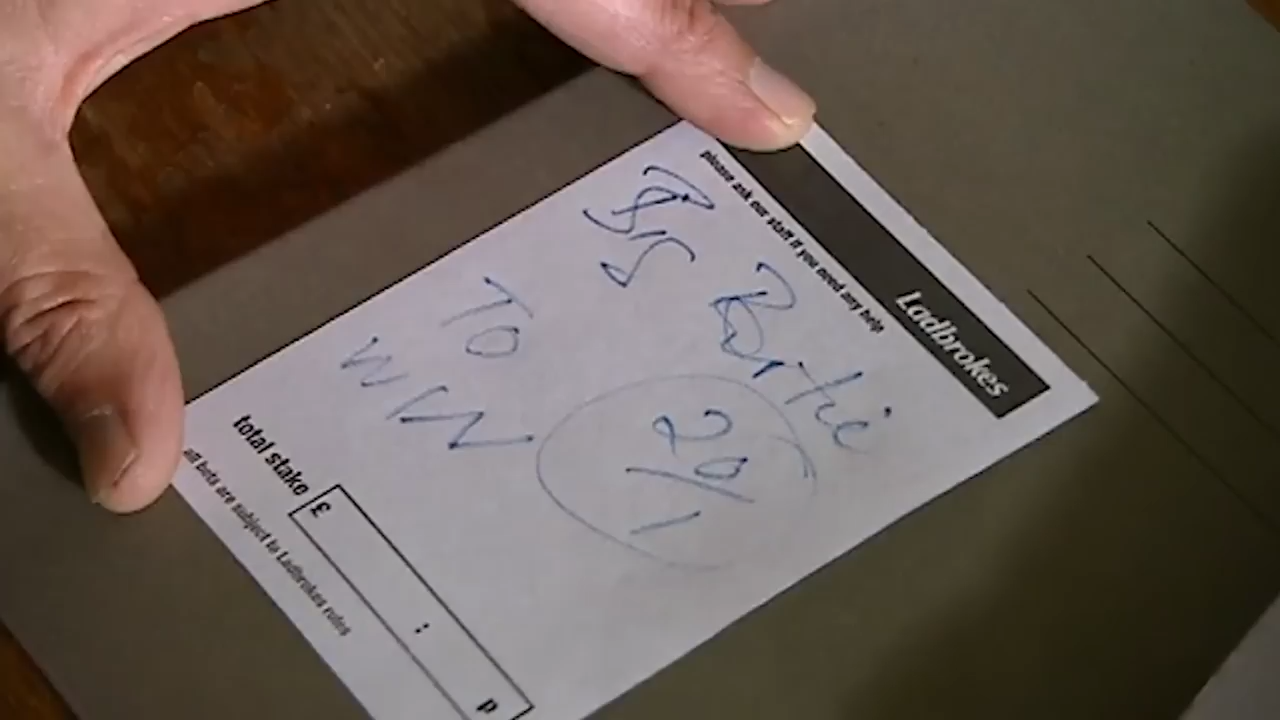 Ladbrokes
please ask our staff if you need any help
Big Bertie
20/1
TO
WIN
total stake £ : p
all bets are subject to Ladbrokes rules